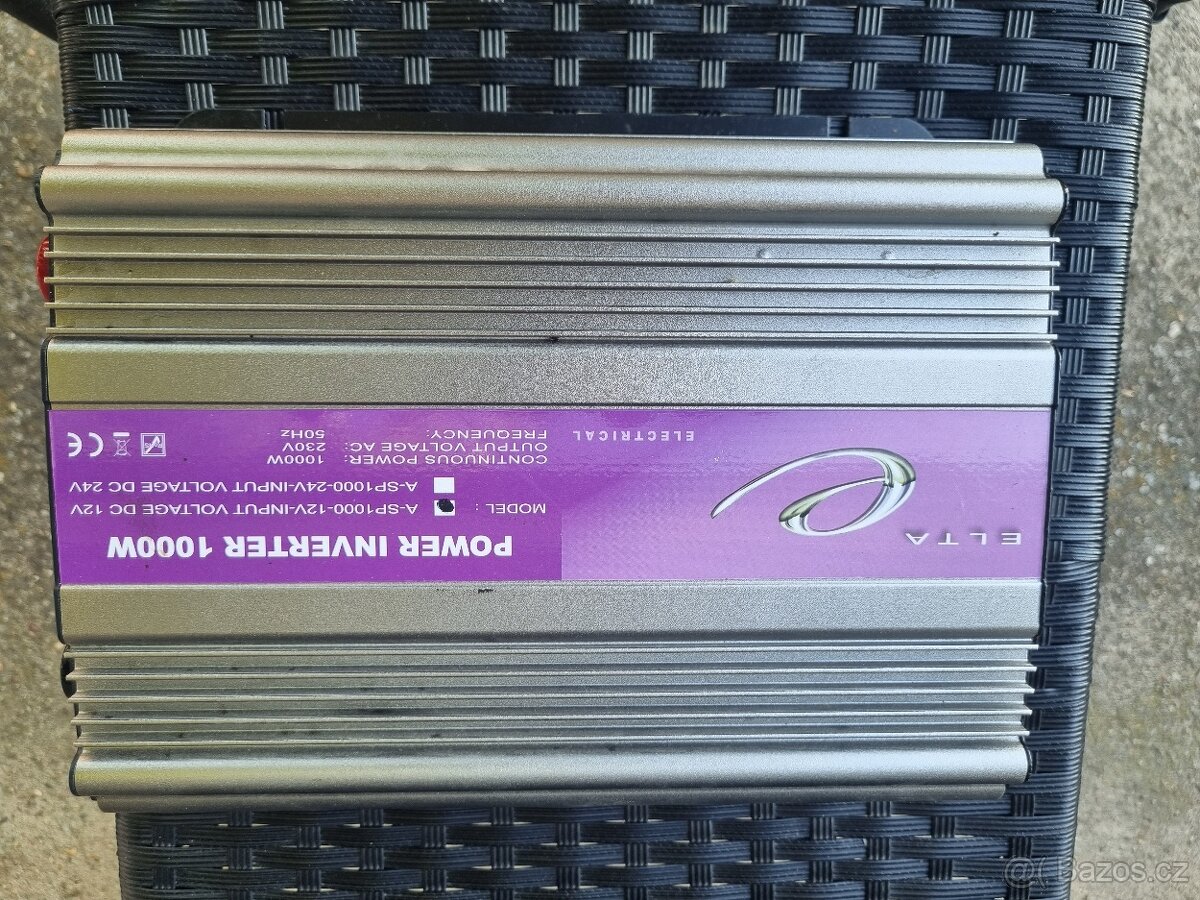 ELTA
ELECTRICAL
POWER INVERTER 1000W
MODEL : A-SP1000-12V-INPUT VOLTAGE DC 12V
A-SP1000-24V-INPUT VOLTAGE DC 24V
CONTINUOUS POWER: 1000W
OUTPUT VOLTAGE AC: 230V
FREQUENCY: 50Hz
CE
Bazos.cz